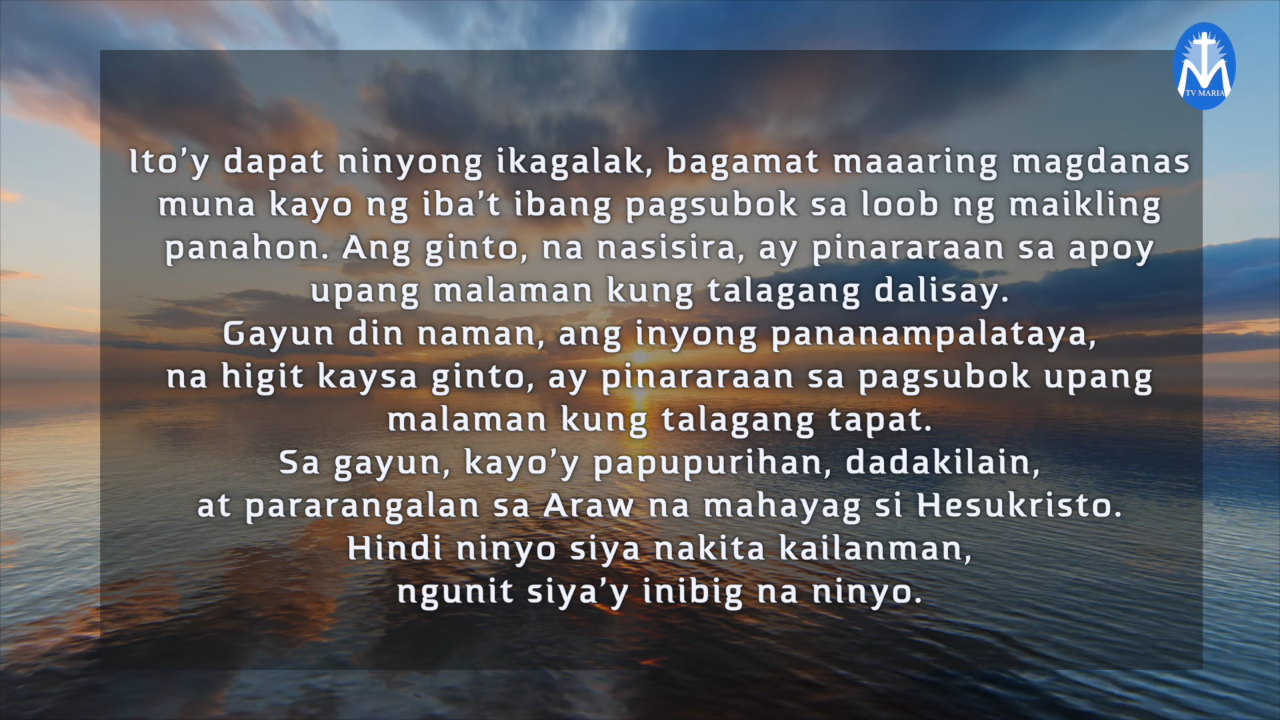 TV MARIA
Ito’y dapat ninyong ikagalak, bagamat maaaring magdanas
muna kayo ng iba’t ibang pagsubok sa loob ng maikling
panahon. Ang ginto, na nasisira, ay pinararaan sa apoy
upang malaman kung talagang dalisay.
Gayun din naman, ang inyong pananampalataya,
na higit kaysa ginto, ay pinararaan sa pagsubok upang
malaman kung talagang tapat.
Sa gayun, kayo’y papupurihan, dadakilain,
at pararangalan sa Araw na mahayag si Hesukristo.
Hindi ninyo siya nakita kailanman,
ngunit siya’y inibig na ninyo.